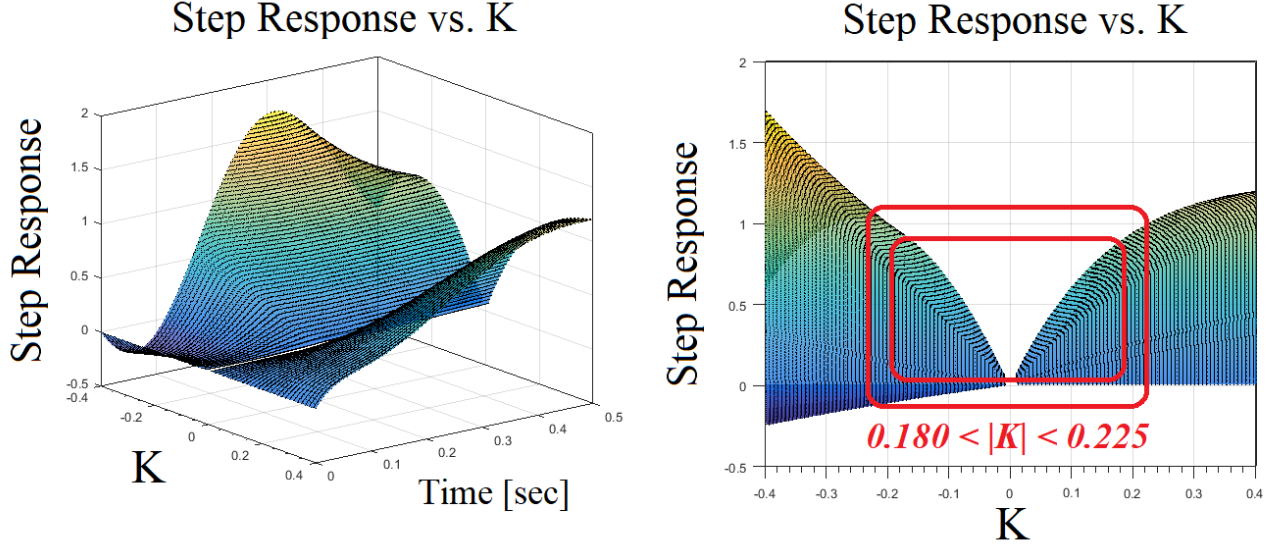 Step Response vs. K
Step Response
2
1.5
1
0.5
0
-0.5
-0.4
-0.2
0
0.2
0.4
K
0
0.1
0.2
0.3
0.4
0.5
Time [sec]
Step Response vs. K
Step Response
2
1.5
1
0.5
0
-0.5
0.180 < |K| < 0.225
-0.4 -0.3 -0.2 -0.1 0 0.1 0.2 0.3 0.4
K